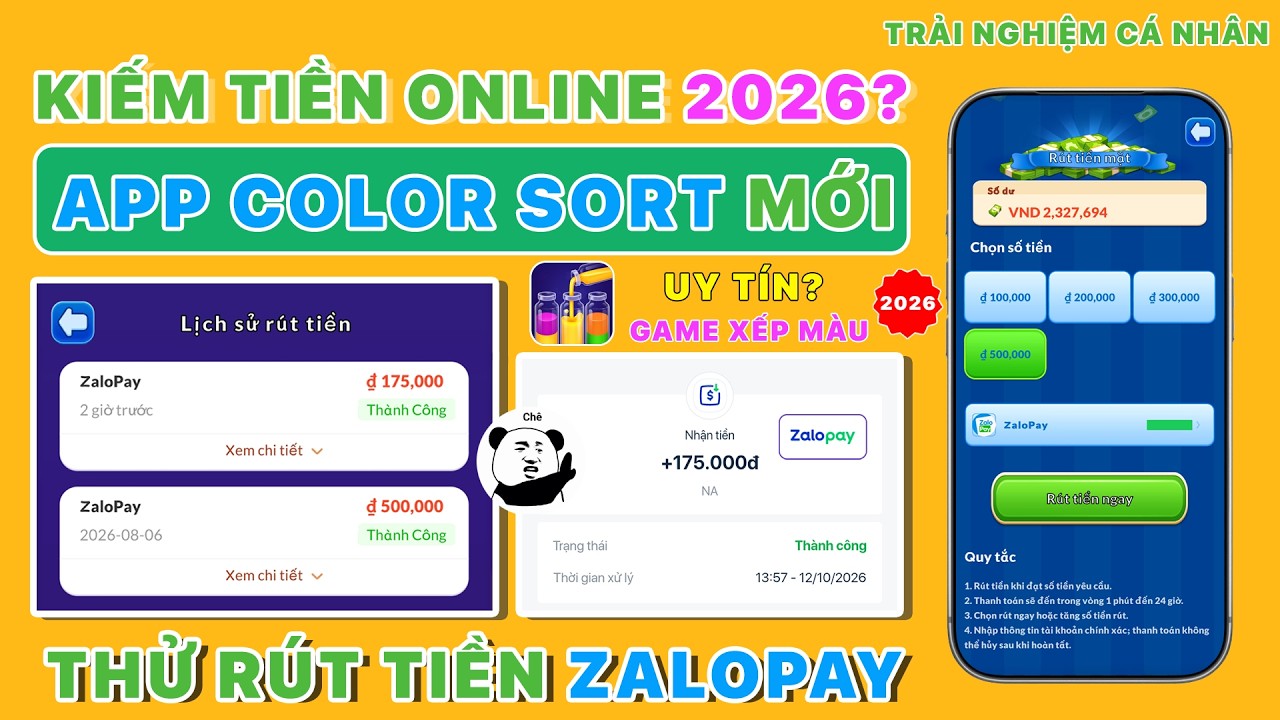 TRẢI NGHIỆM CÁ NHÂN
KIẾM TIỀN ONLINE 2026?
APP COLOR SORT MỚI
UY TÍN?
GAME XẾP MÀU
2026
Lịch sử rút tiền
ZaloPay
₫ 175,000
2 giờ trước
Thành Công
Xem chi tiết
ZaloPay
₫ 500,000
2026-08-06
Thành Công
Xem chi tiết
Chê
Nhận tiền
Zalopay
+175.000đ
NA
Trạng thái
Thành công
Thời gian xử lý
13:57 - 12/10/2026
THỬ RÚT TIỀN ZALOPAY
Rút tiền mặt
Số dư
VND 2,327,694
Chọn số tiền
₫ 100,000
₫ 200,000
₫ 300,000
₫ 500,000
ZaloPay
Rút tiền ngay
Quy tắc
1. Rút tiền khi đạt số tiền yêu cầu.
2. Thanh toán sẽ đến trong vòng 1 phút đến 24 giờ.
3. Chọn rút ngay hoặc tăng số tiền rút.
4. Nhập thông tin tài khoản chính xác; thanh toán không
thể hủy sau khi hoàn tất.